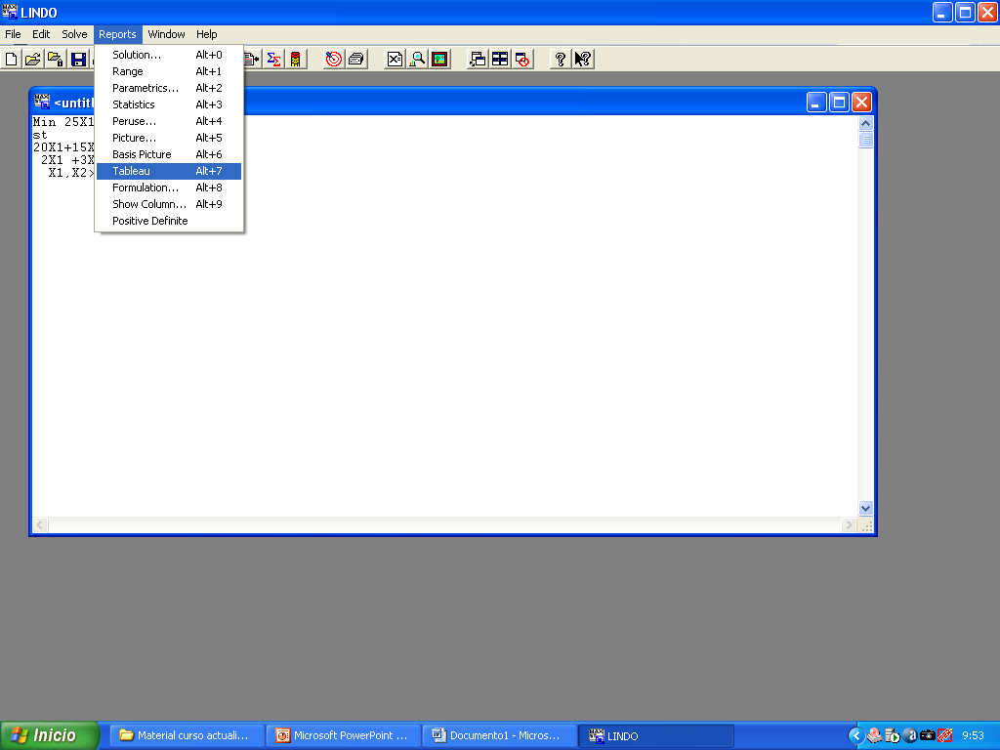 LINDO
File Edit Solve Reports Window Help
<untitl
Min 25X1
st
20X1+15X
2X1 +3X
X1,X2>
Solution... Alt+0
Range Alt+1
Parametrics... Alt+2
Statistics Alt+3
Peruse... Alt+4
Picture... Alt+5
Basis Picture Alt+6
Tableau Alt+7
Formulation... Alt+8
Show Column... Alt+9
Positive Definite
Inicio
Material curso actuali...
Microsoft PowerPoint ...
Documento1 - Micros...
LINDO
9:53